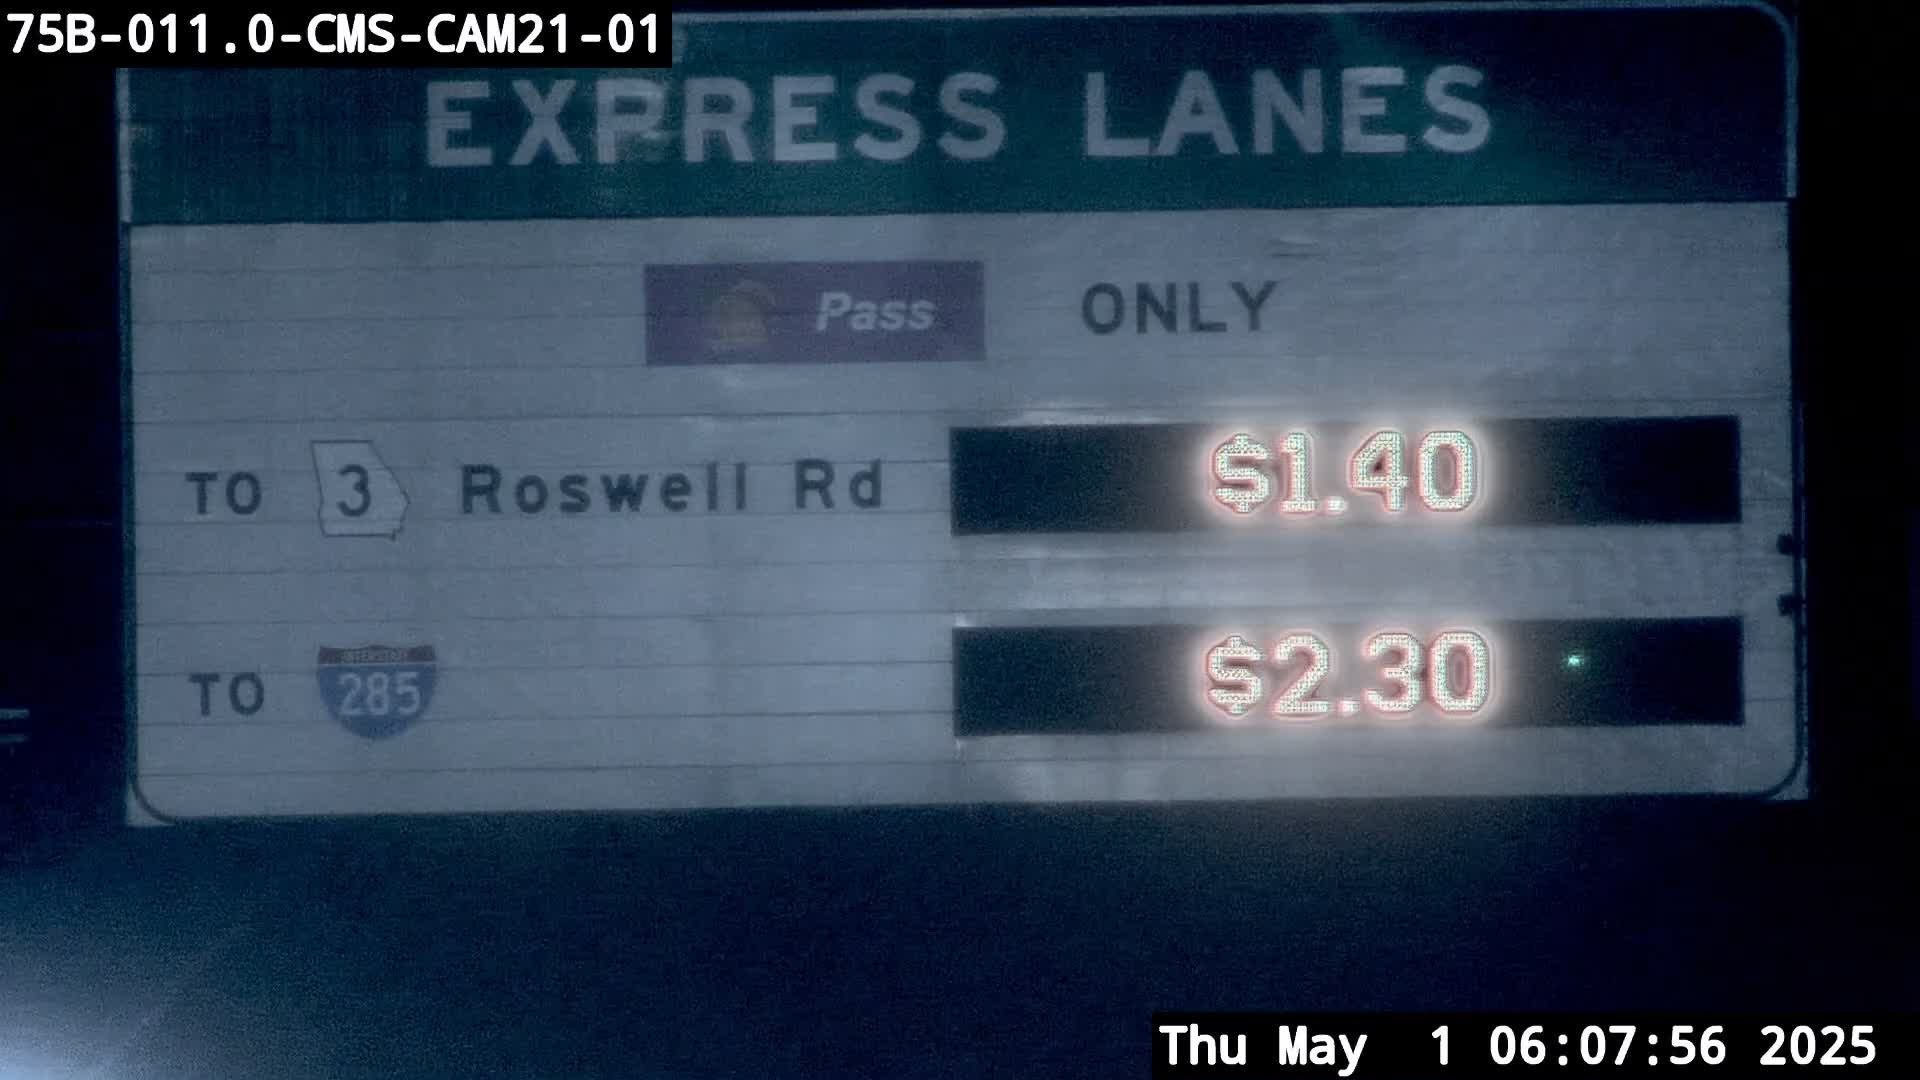 75B-011.0-CMS-CAM21-01
EXPRESS LANES
Pass ONLY
TO 3 Roswell Rd $1.40
TO INTERSTATE 285 $2.30
Thu May 1 06:07:56 2025